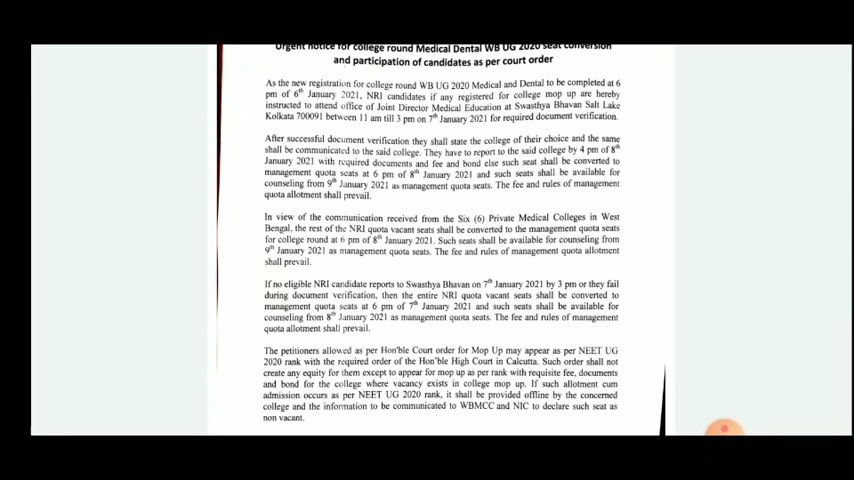 Urgent notice for college round Medical Dental WB UG 2020 seat conversion
and participation of candidates as per court order
As the new registration for college round WB UG 2020 Medical and Dental to be completed at 6
pm of 6th January 2021, NRI candidates if any registered for college mop up are hereby
instructed to attend office of Joint Director Medical Education at Swasthya Bhavan Salt Lake
Kolkata 700091 between 11 am till 3 pm on 7th January 2021 for required document verification.
After successful document verification they shall state the college of their choice and the same
shall be communicated to the said college. They have to report to the said college by 4 pm of 8th
January 2021 with required documents and fee and bond else such seat shall be converted to
management quota seats at 6 pm of 8th January 2021 and such seats shall be available for
counseling from 9th January 2021 as management quota seats. The fee and rules of management
quota allotment shall prevail.
In view of the communication received from the Six (6) Private Medical Colleges in West
Bengal, the rest of the NRI quota vacant seats shall be converted to the management quota seats
for college round at 6 pm of 8th January 2021. Such seats shall be available for counseling from
9th January 2021 as management quota seats. The fee and rules of management quota allotment
shall prevail.
If no eligible NRI candidate reports to Swasthya Bhavan on 7th January 2021 by 3 pm or they fail
during document verification, then the entire NRI quota vacant seats shall be converted to
management quota seats at 6 pm of 7th January 2021 and such seats shall be available for
counseling from 8th January 2021 as management quota seats. The fee and rules of management
quota allotment shall prevail.
The petitioners allowed as per Hon'ble Court order for Mop Up may appear as per NEET UG
2020 rank with the required order of the Hon'ble High Court in Calcutta. Such order shall not
create any equity for them except to appear for mop up as per rank with requisite fee, documents
and bond for the college where vacancy exists in college mop up. If such allotment cum
admission occurs as per NEET UG 2020 rank, it shall be provided offline by the concerned
college and the information to be communicated to WBMCC and NIC to declare such seat as
non vacant.